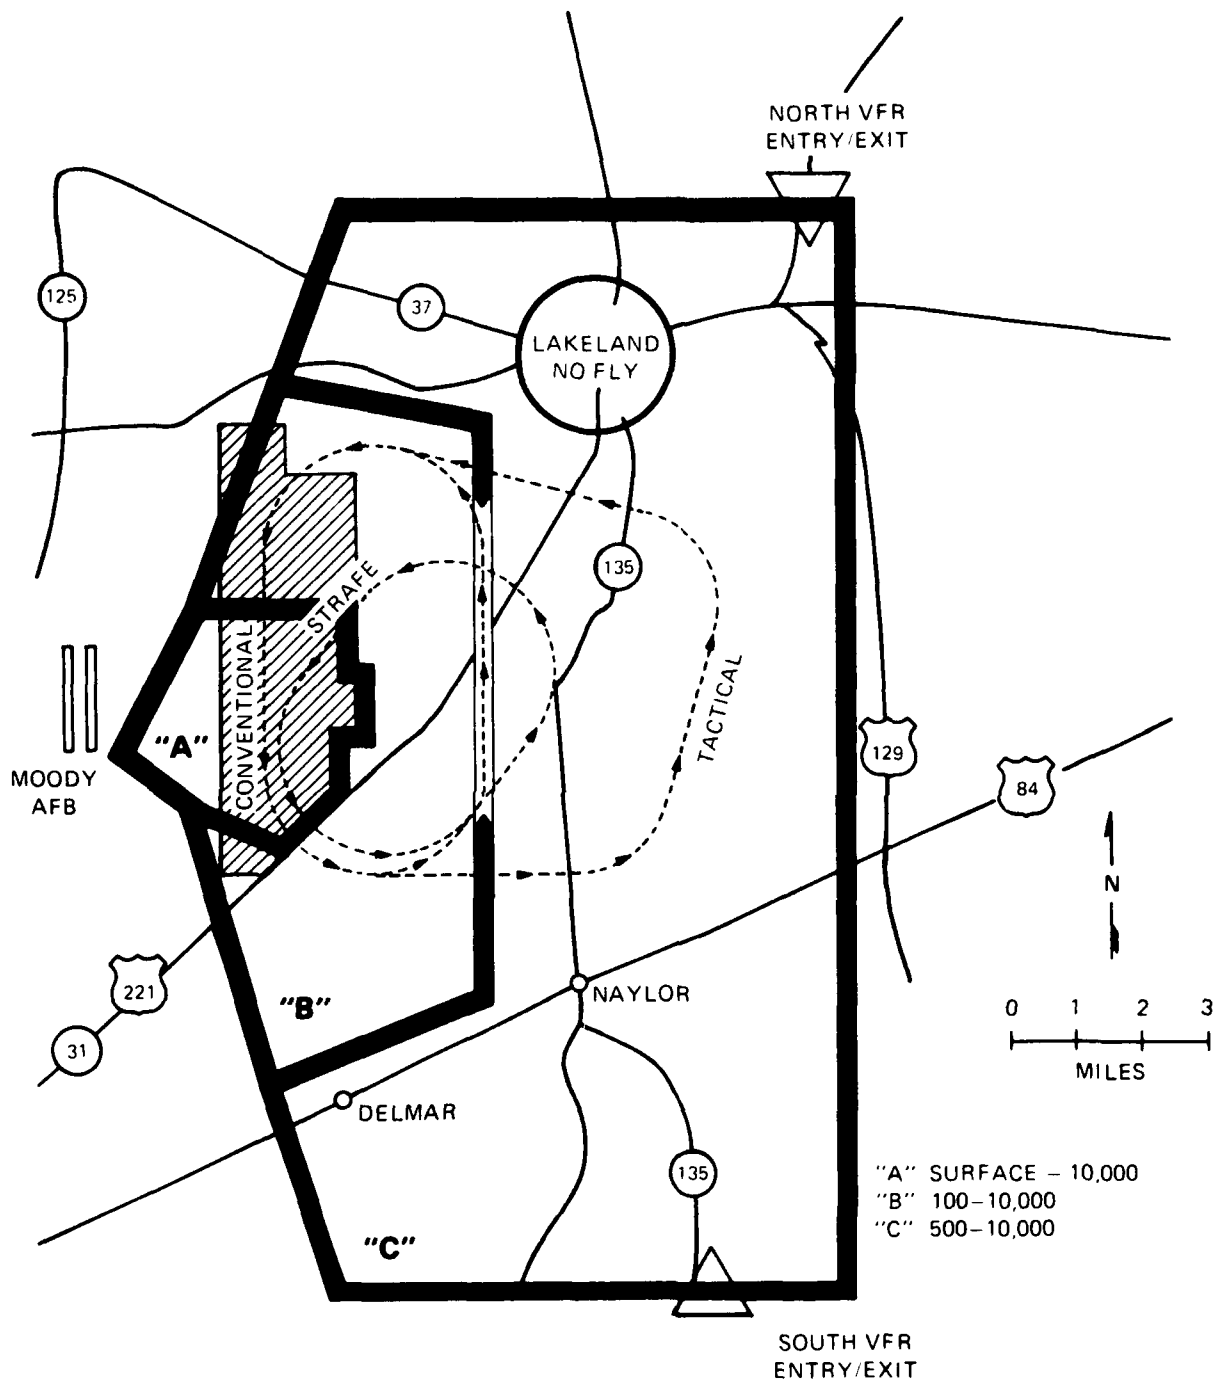 NORTH VFR
ENTRY/EXIT
125
37
LAKELAND
NO FLY
135
STRAFE
CONVENTIONAL
TACTICAL
"A"
MOODY
AFB
129
84
N
221
31
"B"
NAYLOR
0 1 2 3
MILES
DELMAR
135
"A" SURFACE – 10,000
"B" 100–10,000
"C" 500–10,000
"C"
SOUTH VFR
ENTRY/EXIT